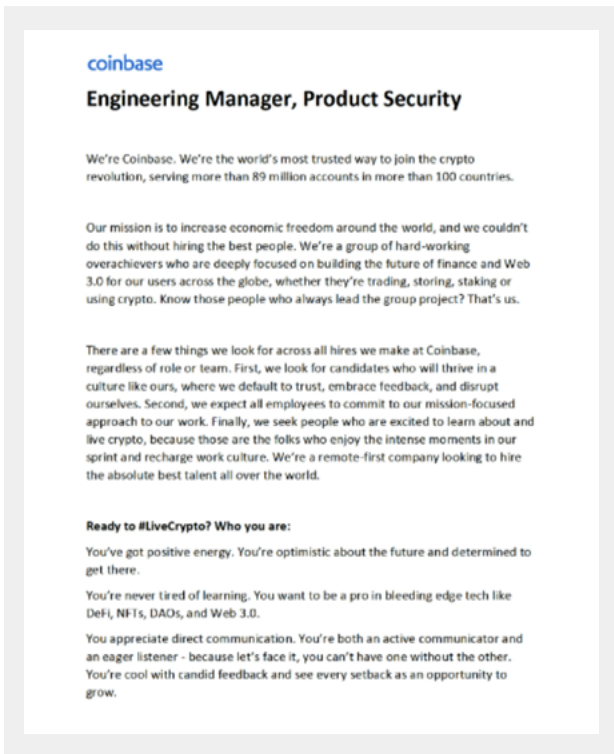 coinbase
Engineering Manager, Product Security
We're Coinbase. We're the world's most trusted way to join the crypto
revolution, serving more than 89 million accounts in more than 100 countries.
Our mission is to increase economic freedom around the world, and we couldn't
do this without hiring the best people. We're a group of hard-working
overachievers who are deeply focused on building the future of finance and Web
3.0 for our users across the globe, whether they're trading, storing, staking or
using crypto. Know those people who always lead the group project? That's us.
There are a few things we look for across all hires we make at Coinbase,
regardless of role or team. First, we look for candidates who will thrive in a
culture like ours, where we default to trust, embrace feedback, and disrupt
ourselves. Second, we expect all employees to commit to our mission-focused
approach to our work. Finally, we seek people who are excited to learn about and
live crypto, because those are the folks who enjoy the intense moments in our
sprint and recharge work culture. We're a remote-first company looking to hire
the absolute best talent all over the world.
Ready to #LiveCrypto? Who you are:
You've got positive energy. You're optimistic about the future and determined to
get there.
You're never tired of learning. You want to be a pro in bleeding edge tech like
DeFi, NFTs, DAOs, and Web 3.0.
You appreciate direct communication. You're both an active communicator and
an eager listener - because let's face it, you can't have one without the other.
You're cool with candid feedback and see every setback as an opportunity to
grow.